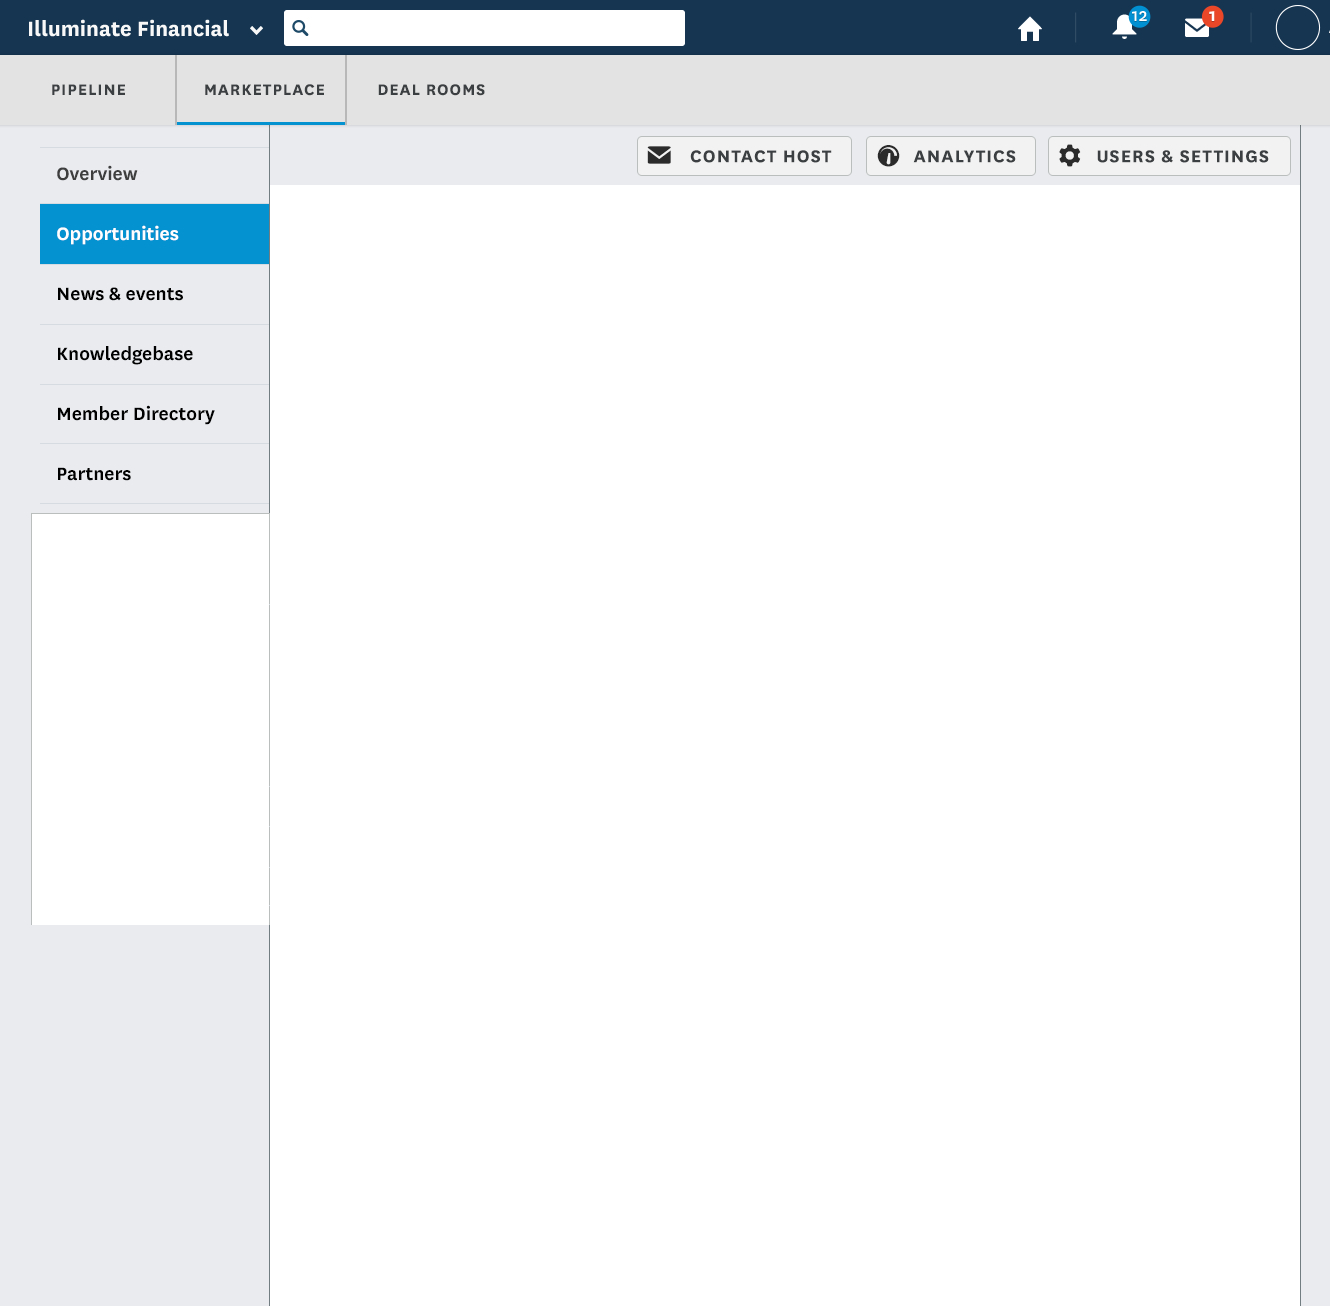 Illuminate Financial
12
1
PIPELINE
MARKETPLACE
DEAL ROOMS
CONTACT HOST
ANALYTICS
USERS & SETTINGS
Overview
Opportunities
News & events
Knowledgebase
Member Directory
Partners